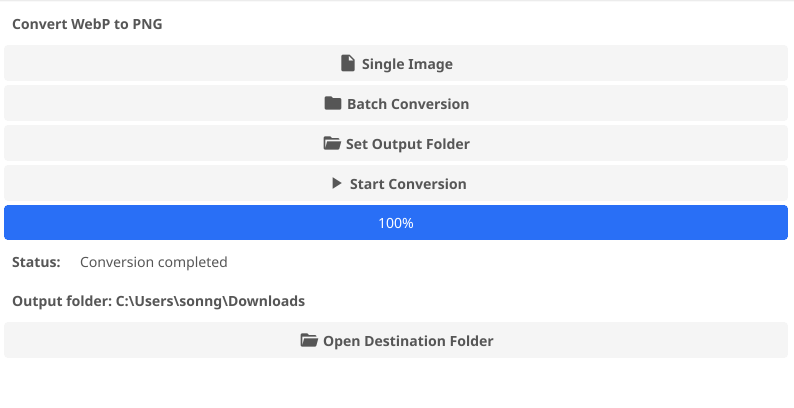 Convert WebP to PNG
Single Image
Batch Conversion
Set Output Folder
Start Conversion
100%
Status: Conversion completed
Output folder: C:\Users\sonng\Downloads
Open Destination Folder